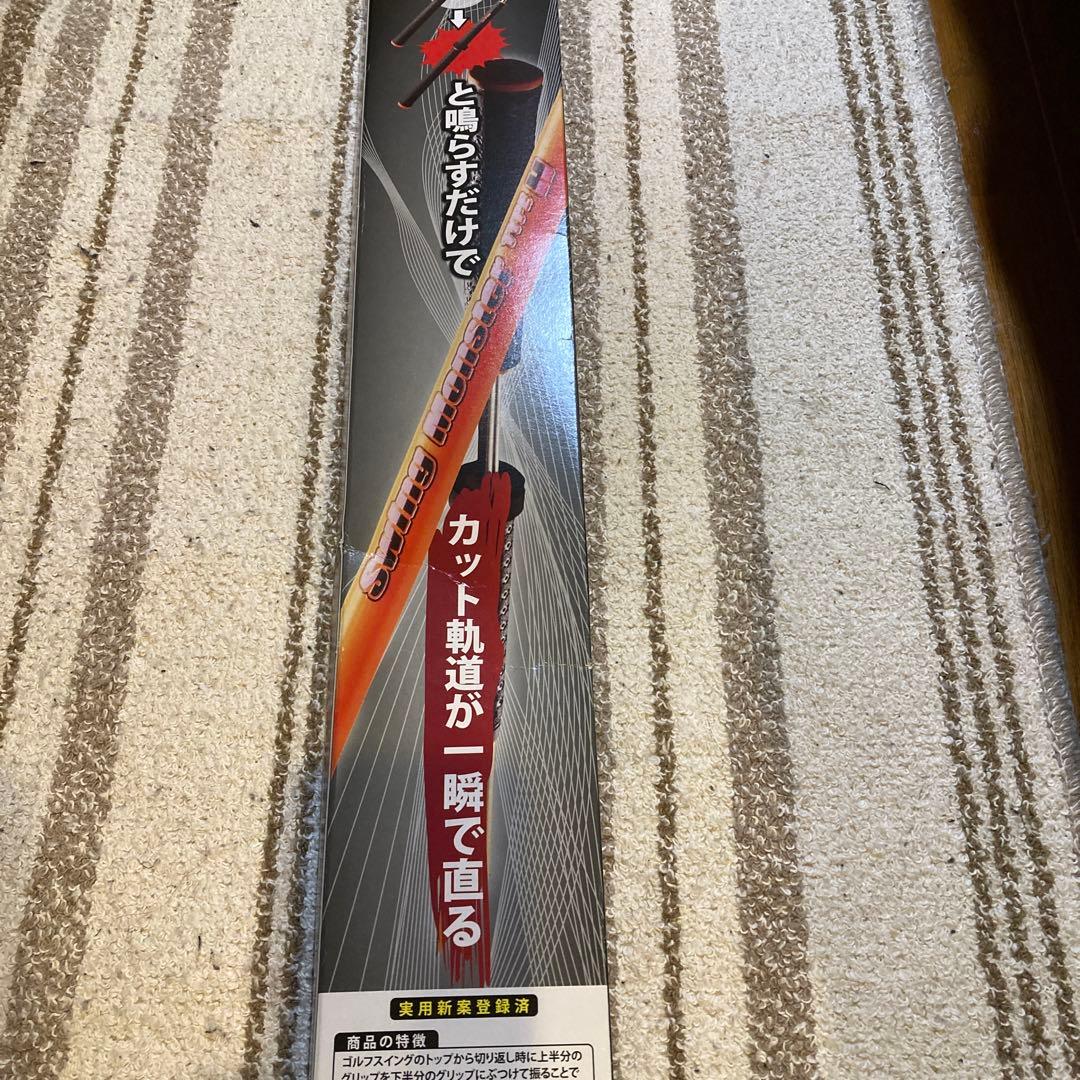 と鳴らすだけで
Swing Monster
カット軌道が一瞬で直る
実用新案登録済
商品の特徴
ゴルフスイングのトップから切り返し時に上半分の
グリップを下半分のグリップにぶつけて振ることで